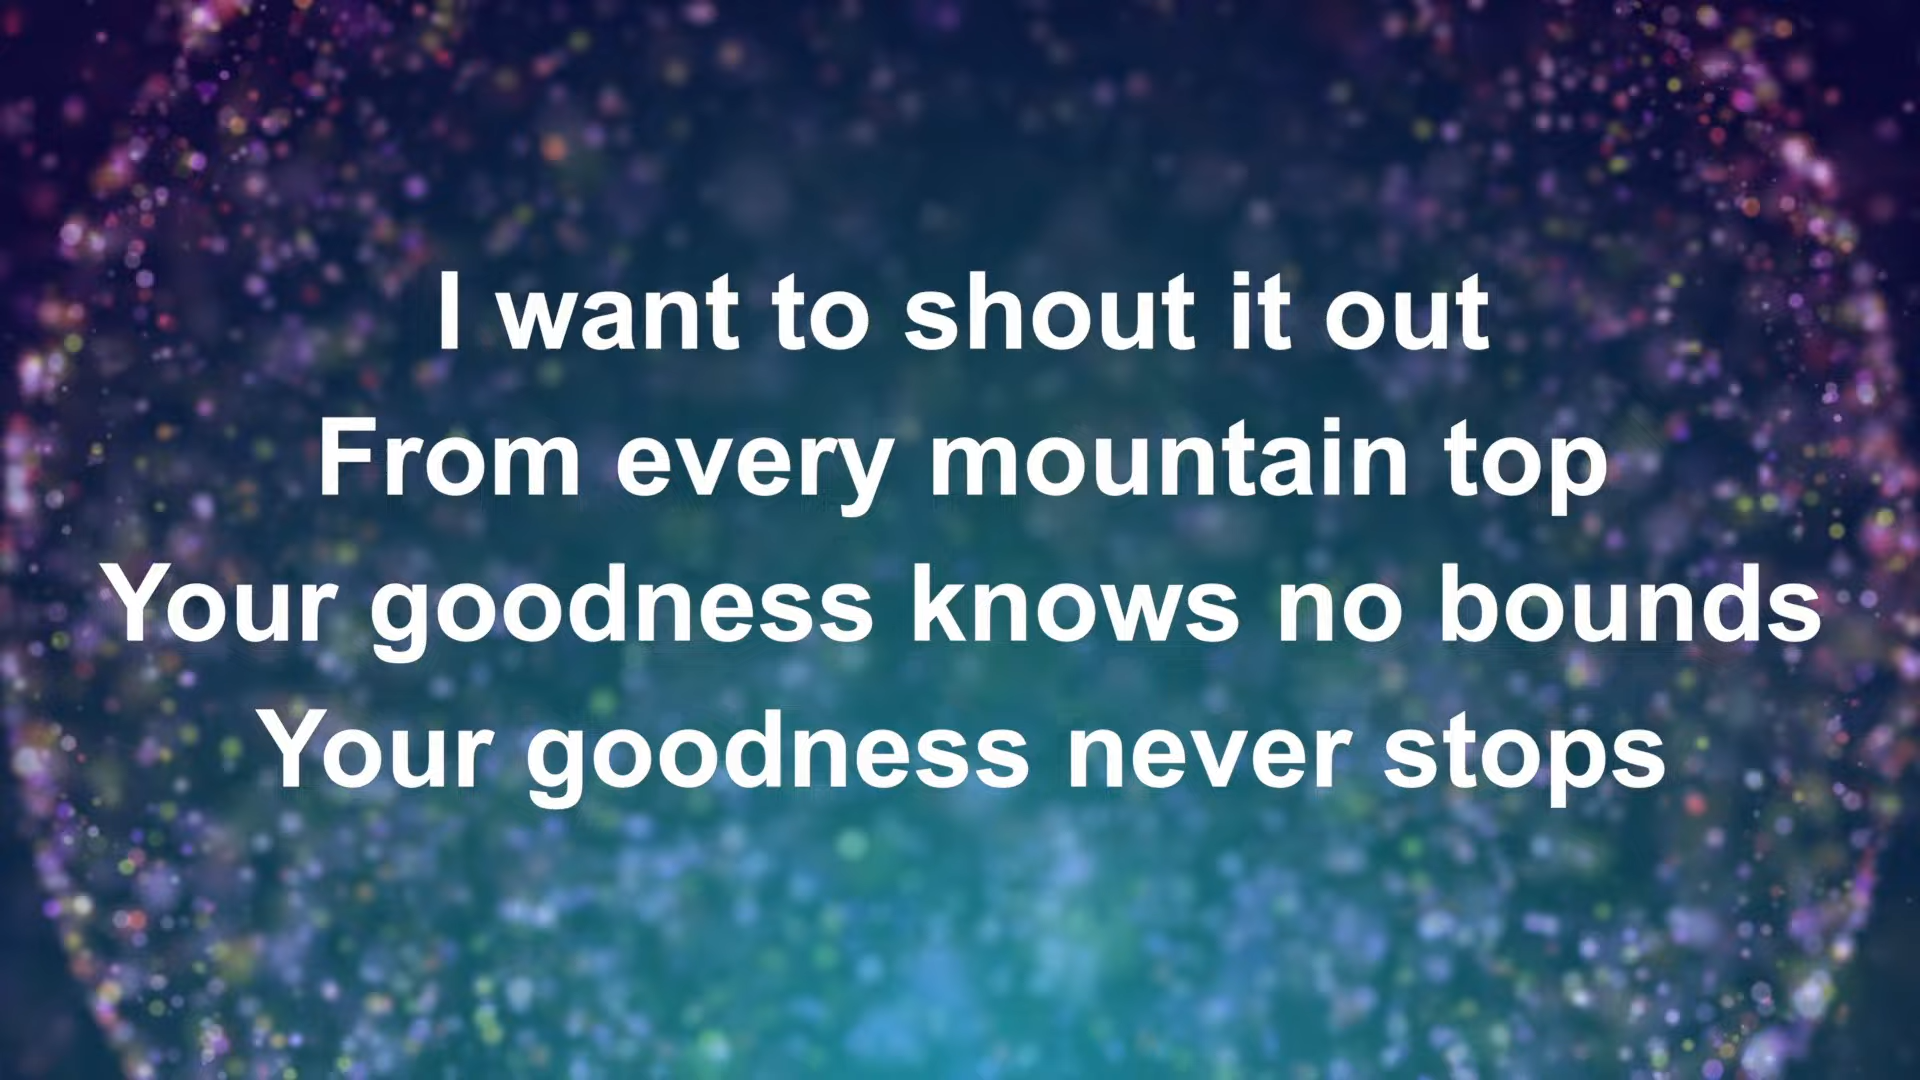 I want to shout it out
From every mountain top
Your goodness knows no bounds
Your goodness never stops